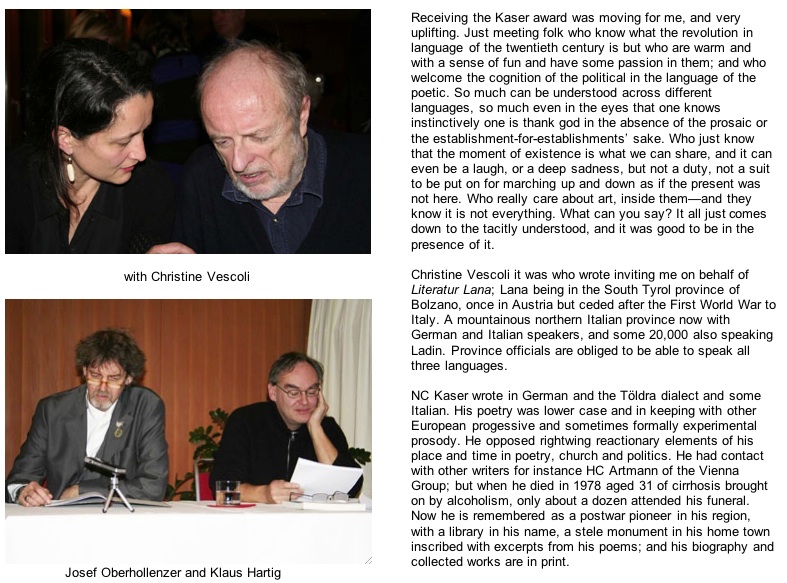 with Christine Vescoli
Josef Oberhollenzer and Klaus Hartig
Receiving the Kaser award was moving for me, and very
uplifting. Just meeting folk who know what the revolution in
language of the twentieth century is but who are warm and
with a sense of fun and have some passion in them; and who
welcome the cognition of the political in the language of the
poetic. So much can be understood across different
languages, so much even in the eyes that one knows
instinctively one is thank god in the absence of the prosaic or
the establishment-for-establishments' sake. Who just know
that the moment of existence is what we can share, and it can
even be a laugh, or a deep sadness, but not a duty, not a suit
to be put on for marching up and down as if the present was
not here. Who really care about art, inside them—and they
know it is not everything. What can you say? It all just comes
down to the tacitly understood, and it was good to be in the
presence of it.
Christine Vescoli it was who wrote inviting me on behalf of
Literatur Lana; Lana being in the South Tyrol province of
Bolzano, once in Austria but ceded after the First World War to
Italy. A mountainous northern Italian province now with
German and Italian speakers, and some 20,000 also speaking
Ladin. Province officials are obliged to be able to speak all
three languages.
NC Kaser wrote in German and the Töldra dialect and some
Italian. His poetry was lower case and in keeping with other
European progessive and sometimes formally experimental
prosody. He opposed rightwing reactionary elements of his
place and time in poetry, church and politics. He had contact
with other writers for instance HC Artmann of the Vienna
Group; but when he died in 1978 aged 31 of cirrhosis brought
on by alcoholism, only about a dozen attended his funeral.
Now he is remembered as a postwar pioneer in his region,
with a library in his name, a stele monument in his home town
inscribed with excerpts from his poems; and his biography and
collected works are in print.